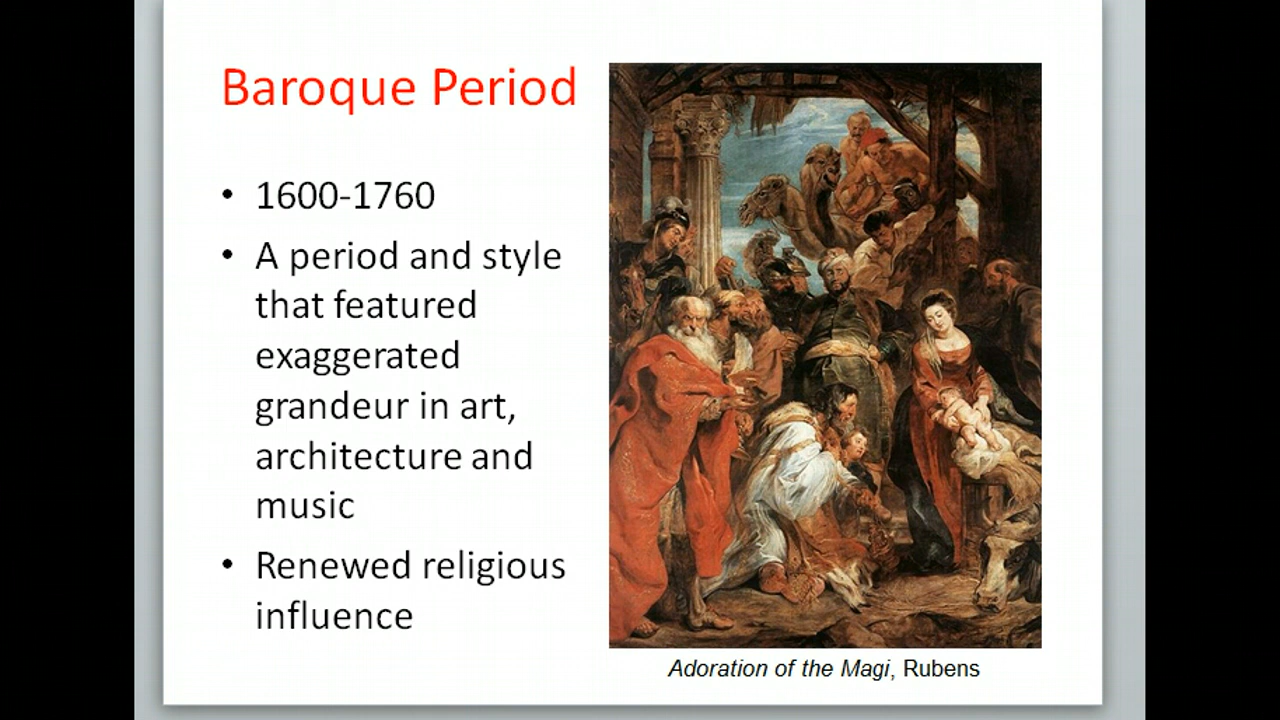 Baroque Period
• 1600-1760
• A period and style
that featured
exaggerated
grandeur in art,
architecture and
music
• Renewed religious
influence
Adoration of the Magi, Rubens